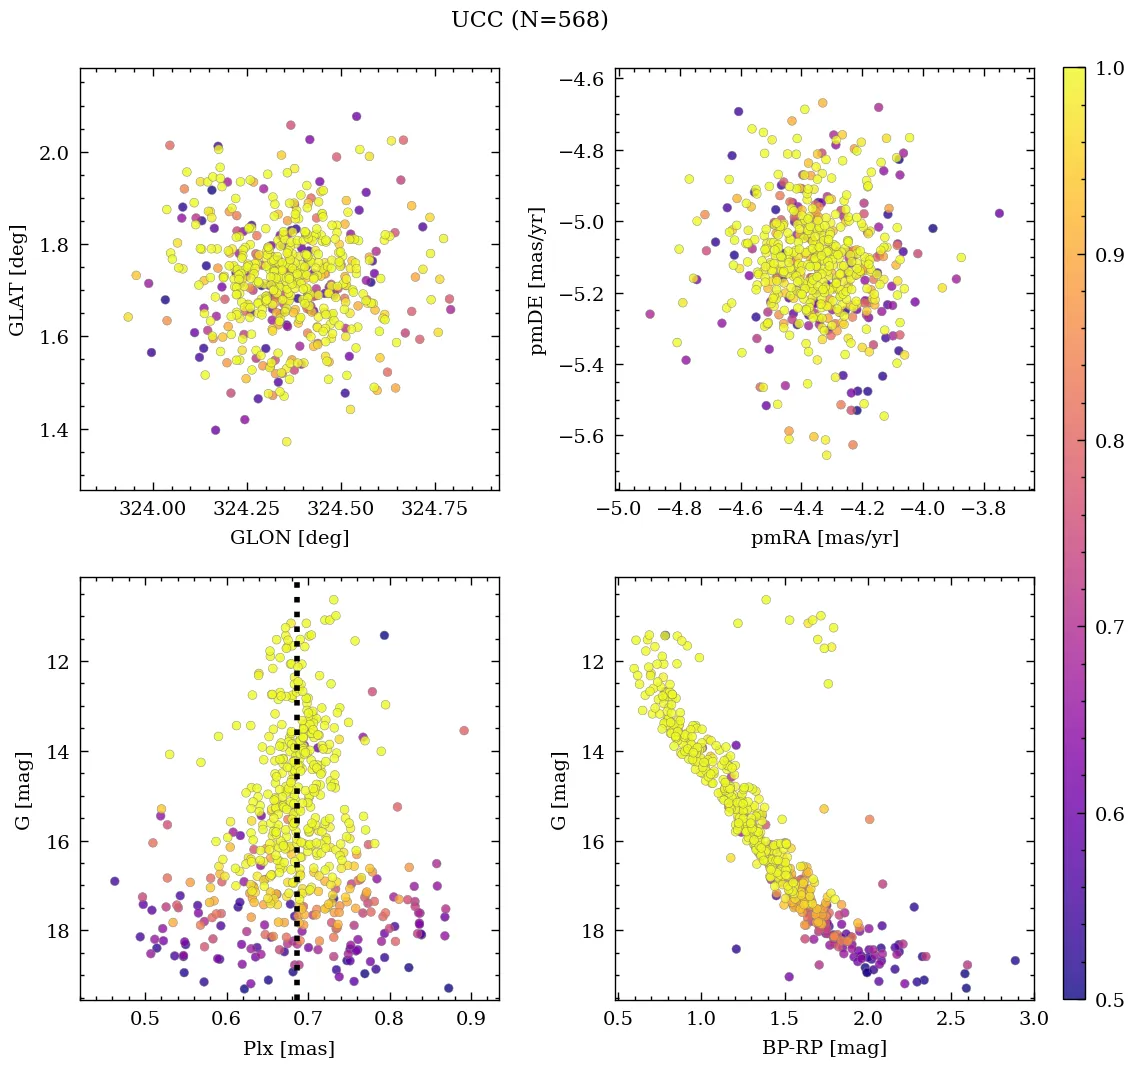 UCC (N=568)
2.0
1.8
1.6
1.4
GLAT [deg]
324.00 324.25 324.50 324.75
GLON [deg]
−4.6
−4.8
−5.0
−5.2
−5.4
−5.6
pmDE [mas/yr]
−5.0 −4.8 −4.6 −4.4 −4.2 −4.0 −3.8
pmRA [mas/yr]
12
14
16
18
G [mag]
0.5 0.6 0.7 0.8 0.9
Plx [mas]
12
14
16
18
G [mag]
0.5 1.0 1.5 2.0 2.5 3.0
BP-RP [mag]
1.0
0.9
0.8
0.7
0.6
0.5